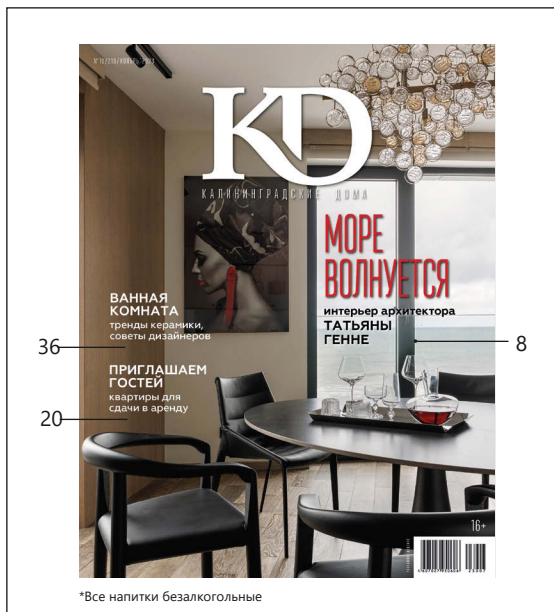 КД
КАЛИНИНГРАДСКИЕ ДОМА
МОРЕ
ВОЛНУЕТСЯ
интерьер архитектора
ТАТЬЯНЫ
ГЕННЕ
8
ВАННАЯ
КОМНАТА
тренды керамики,
советы дизайнеров
36
ПРИГЛАШАЕМ
ГОСТЕЙ
квартиры для
сдачи в аренду
20
16+
*Все напитки безалкогольные